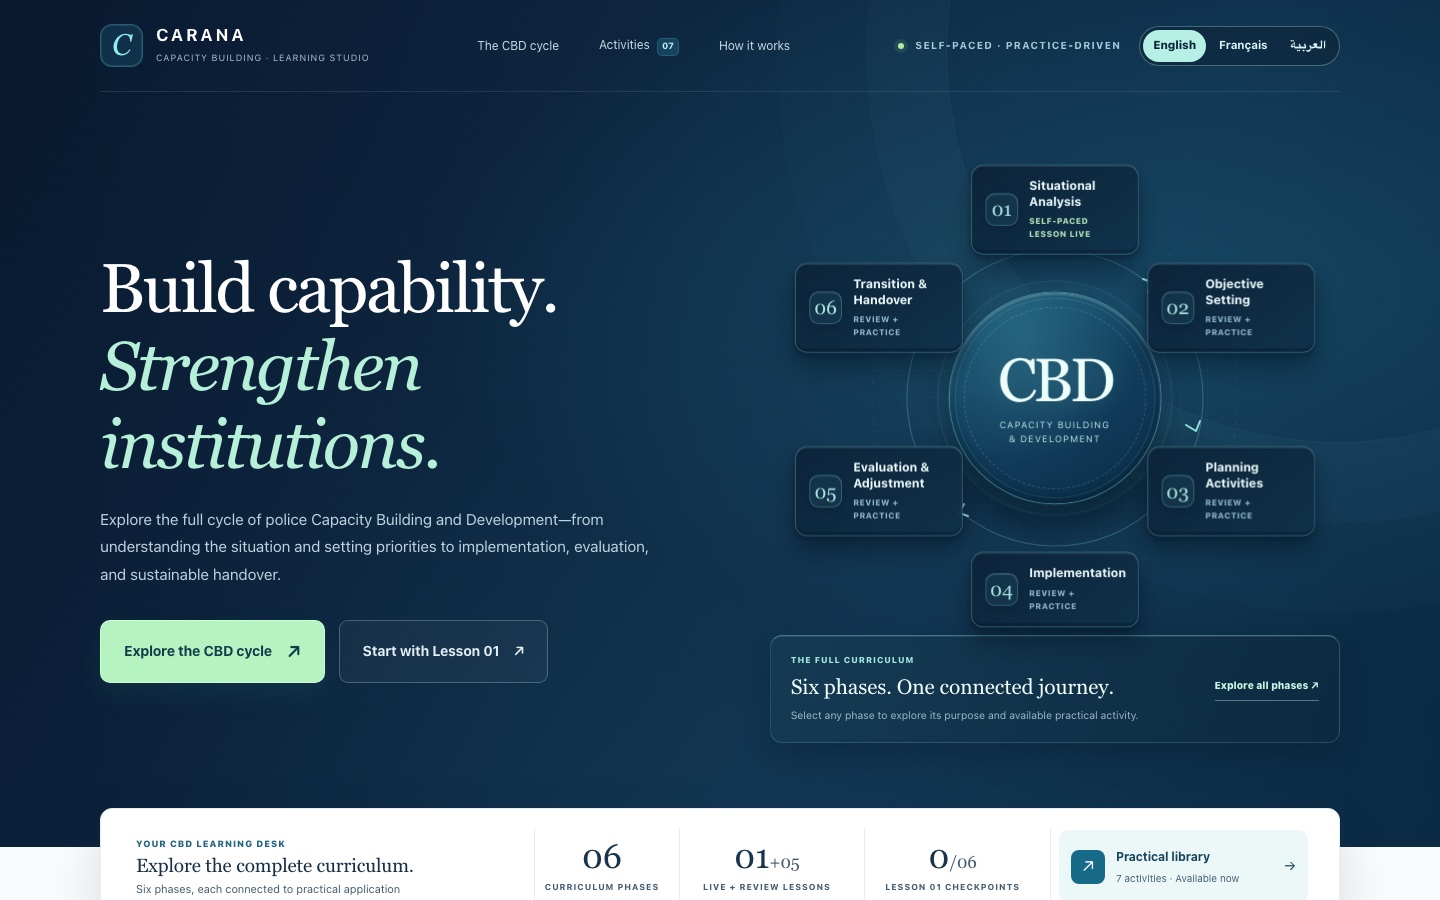 C
CARANA
CAPACITY BUILDING · LEARNING STUDIO
The CBD cycle
Activities 07
How it works
SELF-PACED · PRACTICE-DRIVEN
English
Français
العربية
Build capability.
Strengthen
institutions.
Explore the full cycle of police Capacity Building and Development—from
understanding the situation and setting priorities to implementation, evaluation,
and sustainable handover.
Explore the CBD cycle ↗
Start with Lesson 01 ↗
01
Situational
Analysis
SELF-PACED
LESSON LIVE
06
Transition &
Handover
REVIEW +
PRACTICE
02
Objective
Setting
REVIEW +
PRACTICE
CBD
CAPACITY BUILDING
& DEVELOPMENT
05
Evaluation &
Adjustment
REVIEW +
PRACTICE
03
Planning
Activities
REVIEW +
PRACTICE
04
Implementation
REVIEW +
PRACTICE
THE FULL CURRICULUM
Six phases. One connected journey.
Select any phase to explore its purpose and available practical activity.
Explore all phases ↗
YOUR CBD LEARNING DESK
Explore the complete curriculum.
Six phases, each connected to practical application
06
CURRICULUM PHASES
01+05
LIVE + REVIEW LESSONS
0/06
LESSON 01 CHECKPOINTS
↗
Practical library
7 activities · Available now
→